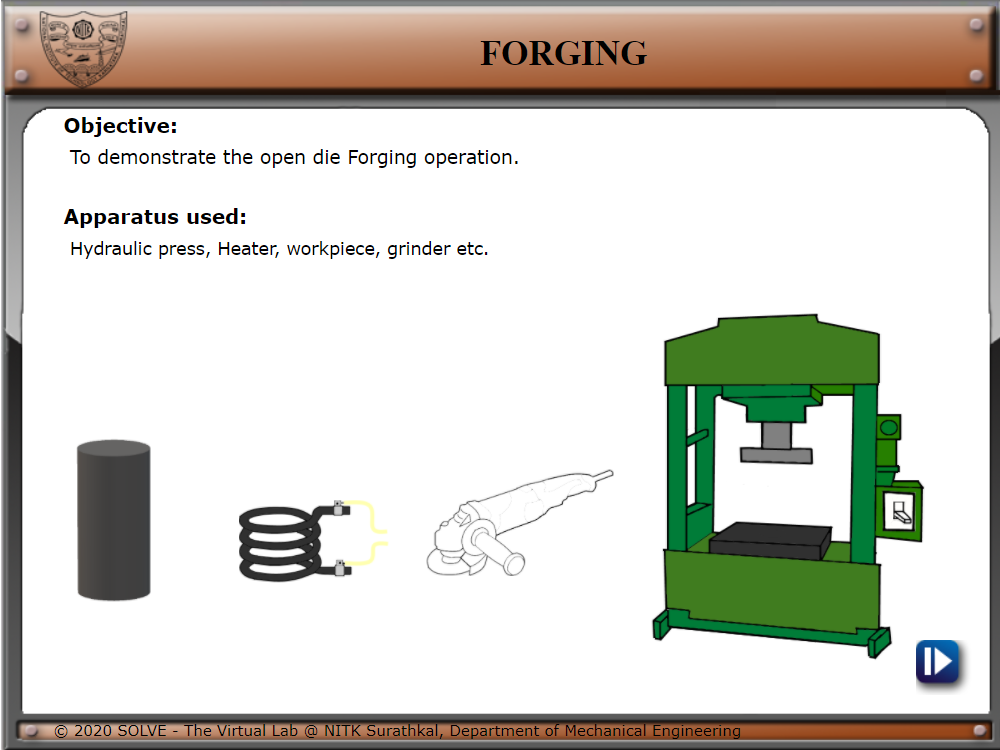 FORGING
Objective:
To demonstrate the open die Forging operation.
Apparatus used:
Hydraulic press, Heater, workpiece, grinder etc.
© 2020 SOLVE - The Virtual Lab @ NITK Surathkal, Department of Mechanical Engineering